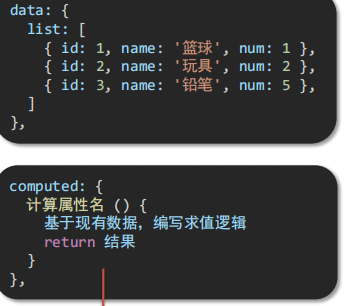 data: {
list: [
{ id: 1, name: '篮球', num: 1 },
{ id: 2, name: '玩具', num: 2 },
{ id: 3, name: '铅笔', num: 5 },
]
},
computed: {
计算属性名 () {
基于现有数据，编写求值逻辑
return 结果
}
},